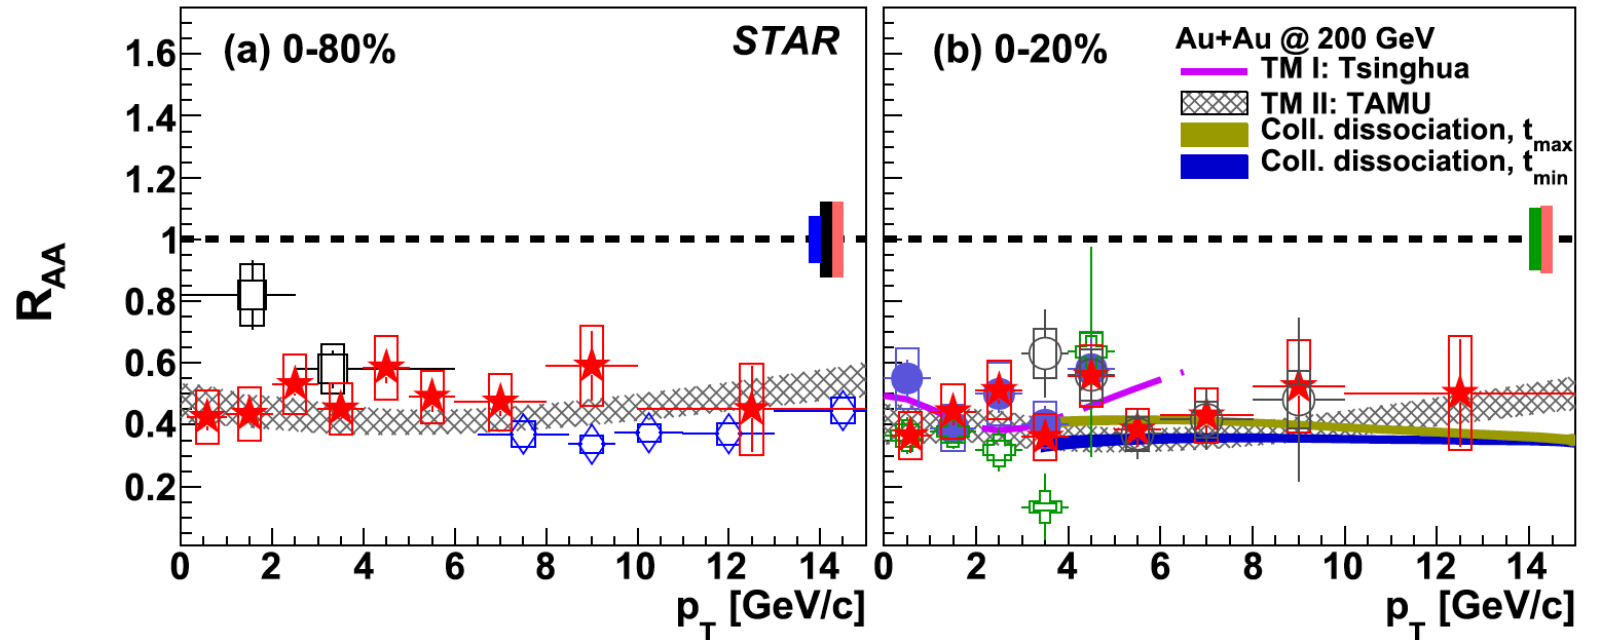 (a) 0-80%
STAR
(b) 0-20%
Au+Au @ 200 GeV
TM I: Tsinghua
TM II: TAMU
Coll. dissociation, tmax
Coll. dissociation, tmin
RAA
1.6
1.4
1.2
1
0.8
0.6
0.4
0.2
0 2 4 6 8 10 12 14
0 2 4 6 8 10 12 14
pT [GeV/c]
pT [GeV/c]